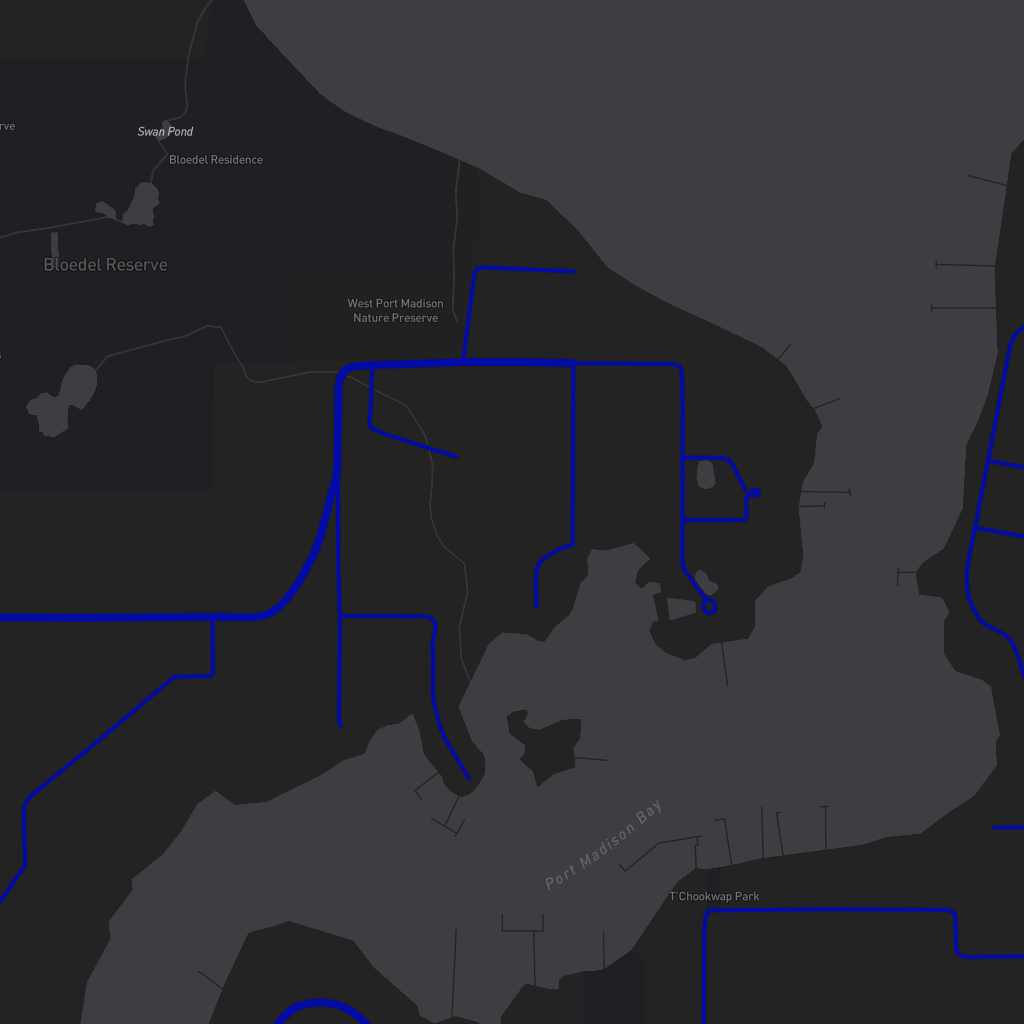 rve
Swan Pond
Bloedel Residence
Bloedel Reserve
West Port Madison
Nature Preserve
s
Port Madison Bay
T'Chookwap Park